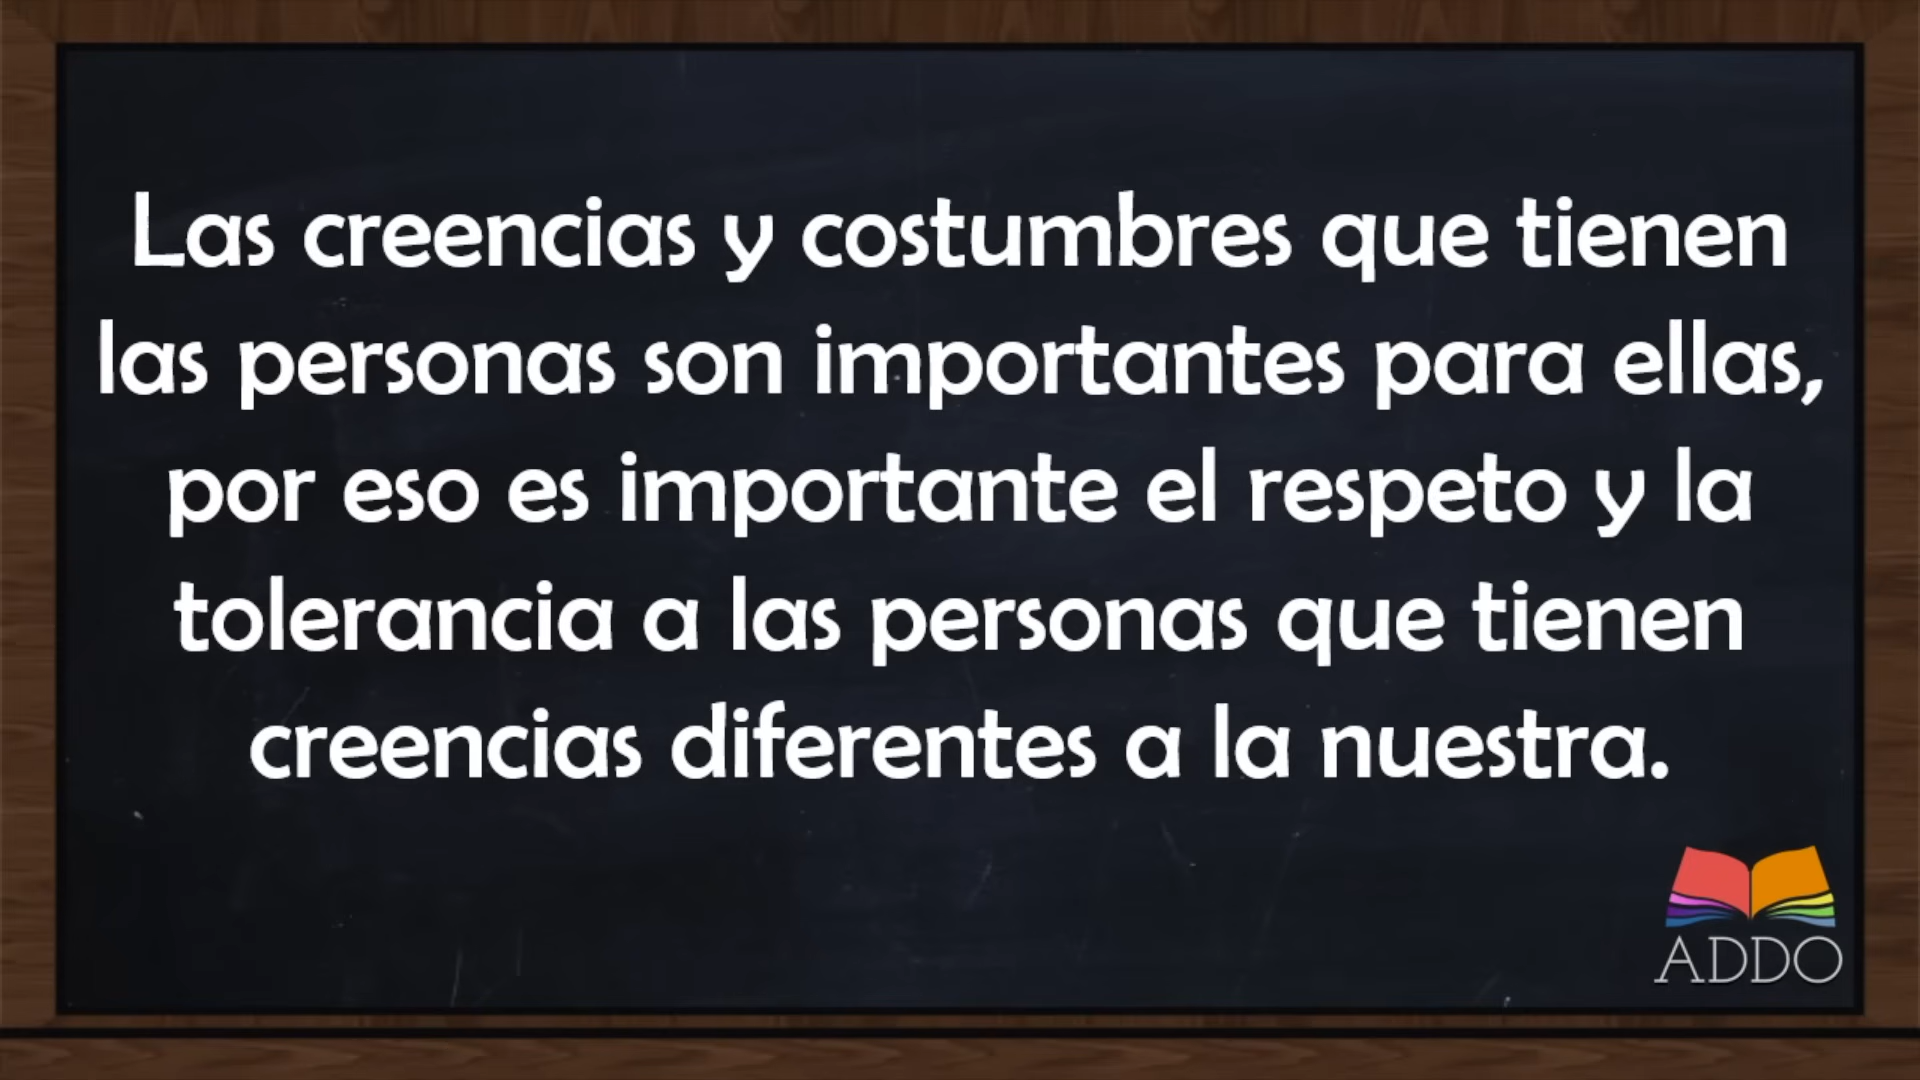 Las creencias y costumbres que tienen
las personas son importantes para ellas,
por eso es importante el respeto y la
tolerancia a las personas que tienen
creencias diferentes a la nuestra.
ADDO